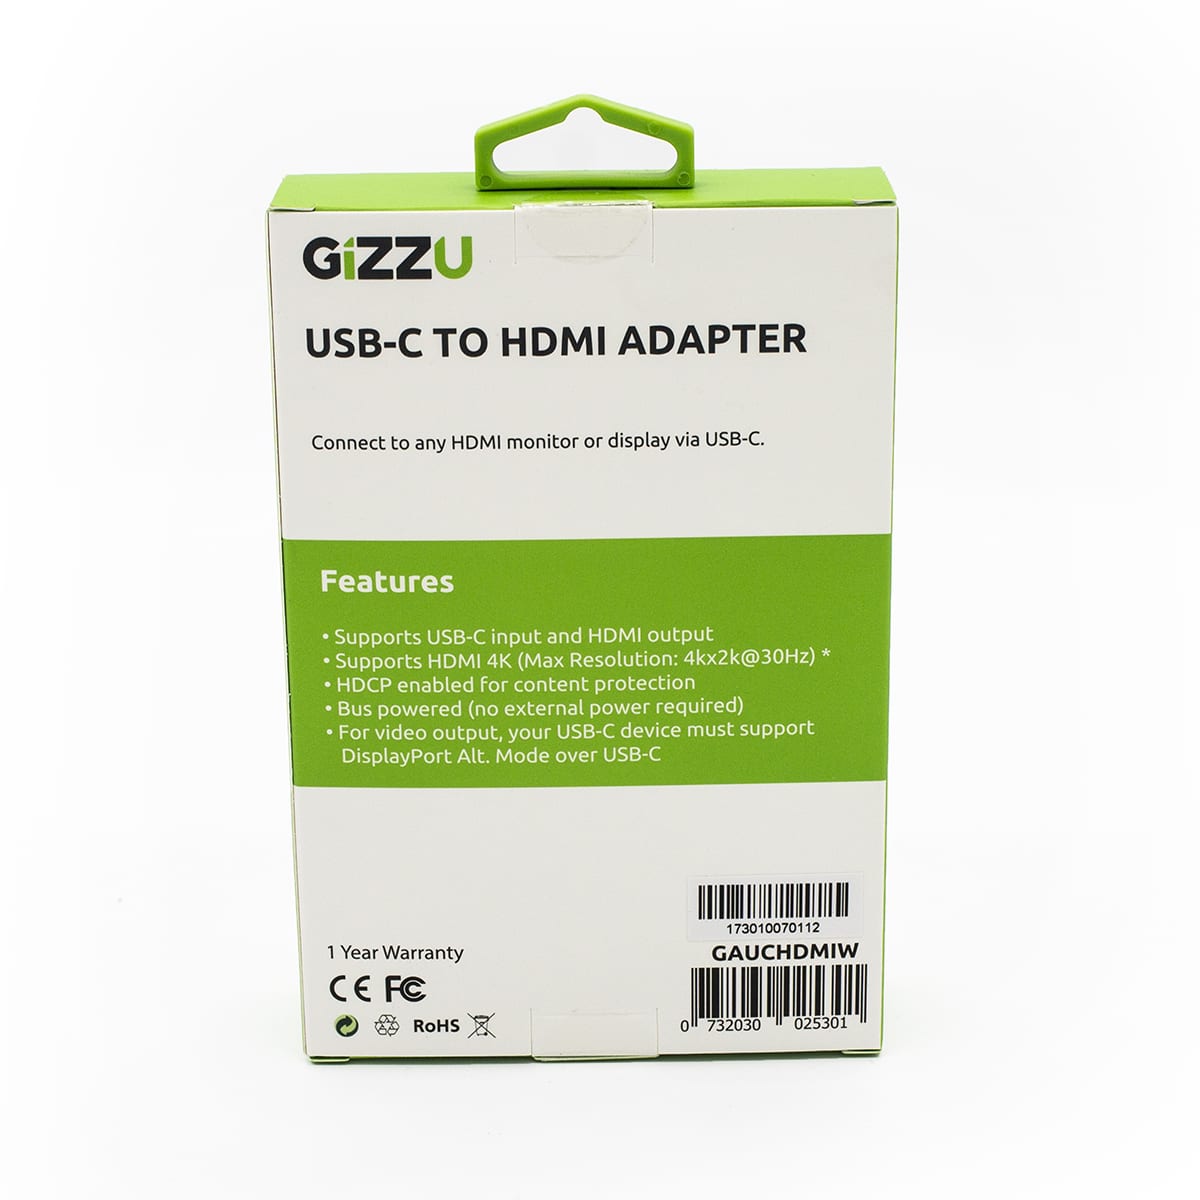 GiZZU
USB-C TO HDMI ADAPTER
Connect to any HDMI monitor or display via USB-C.
Features
• Supports USB-C input and HDMI output
• Supports HDMI 4K (Max Resolution: 4kx2k@30Hz) *
• HDCP enabled for content protection
• Bus powered (no external power required)
• For video output, your USB-C device must support
DisplayPort Alt. Mode over USB-C
173010070112
GAUCHDMIW
0 732030 025301
1 Year Warranty
CE FC
RoHS